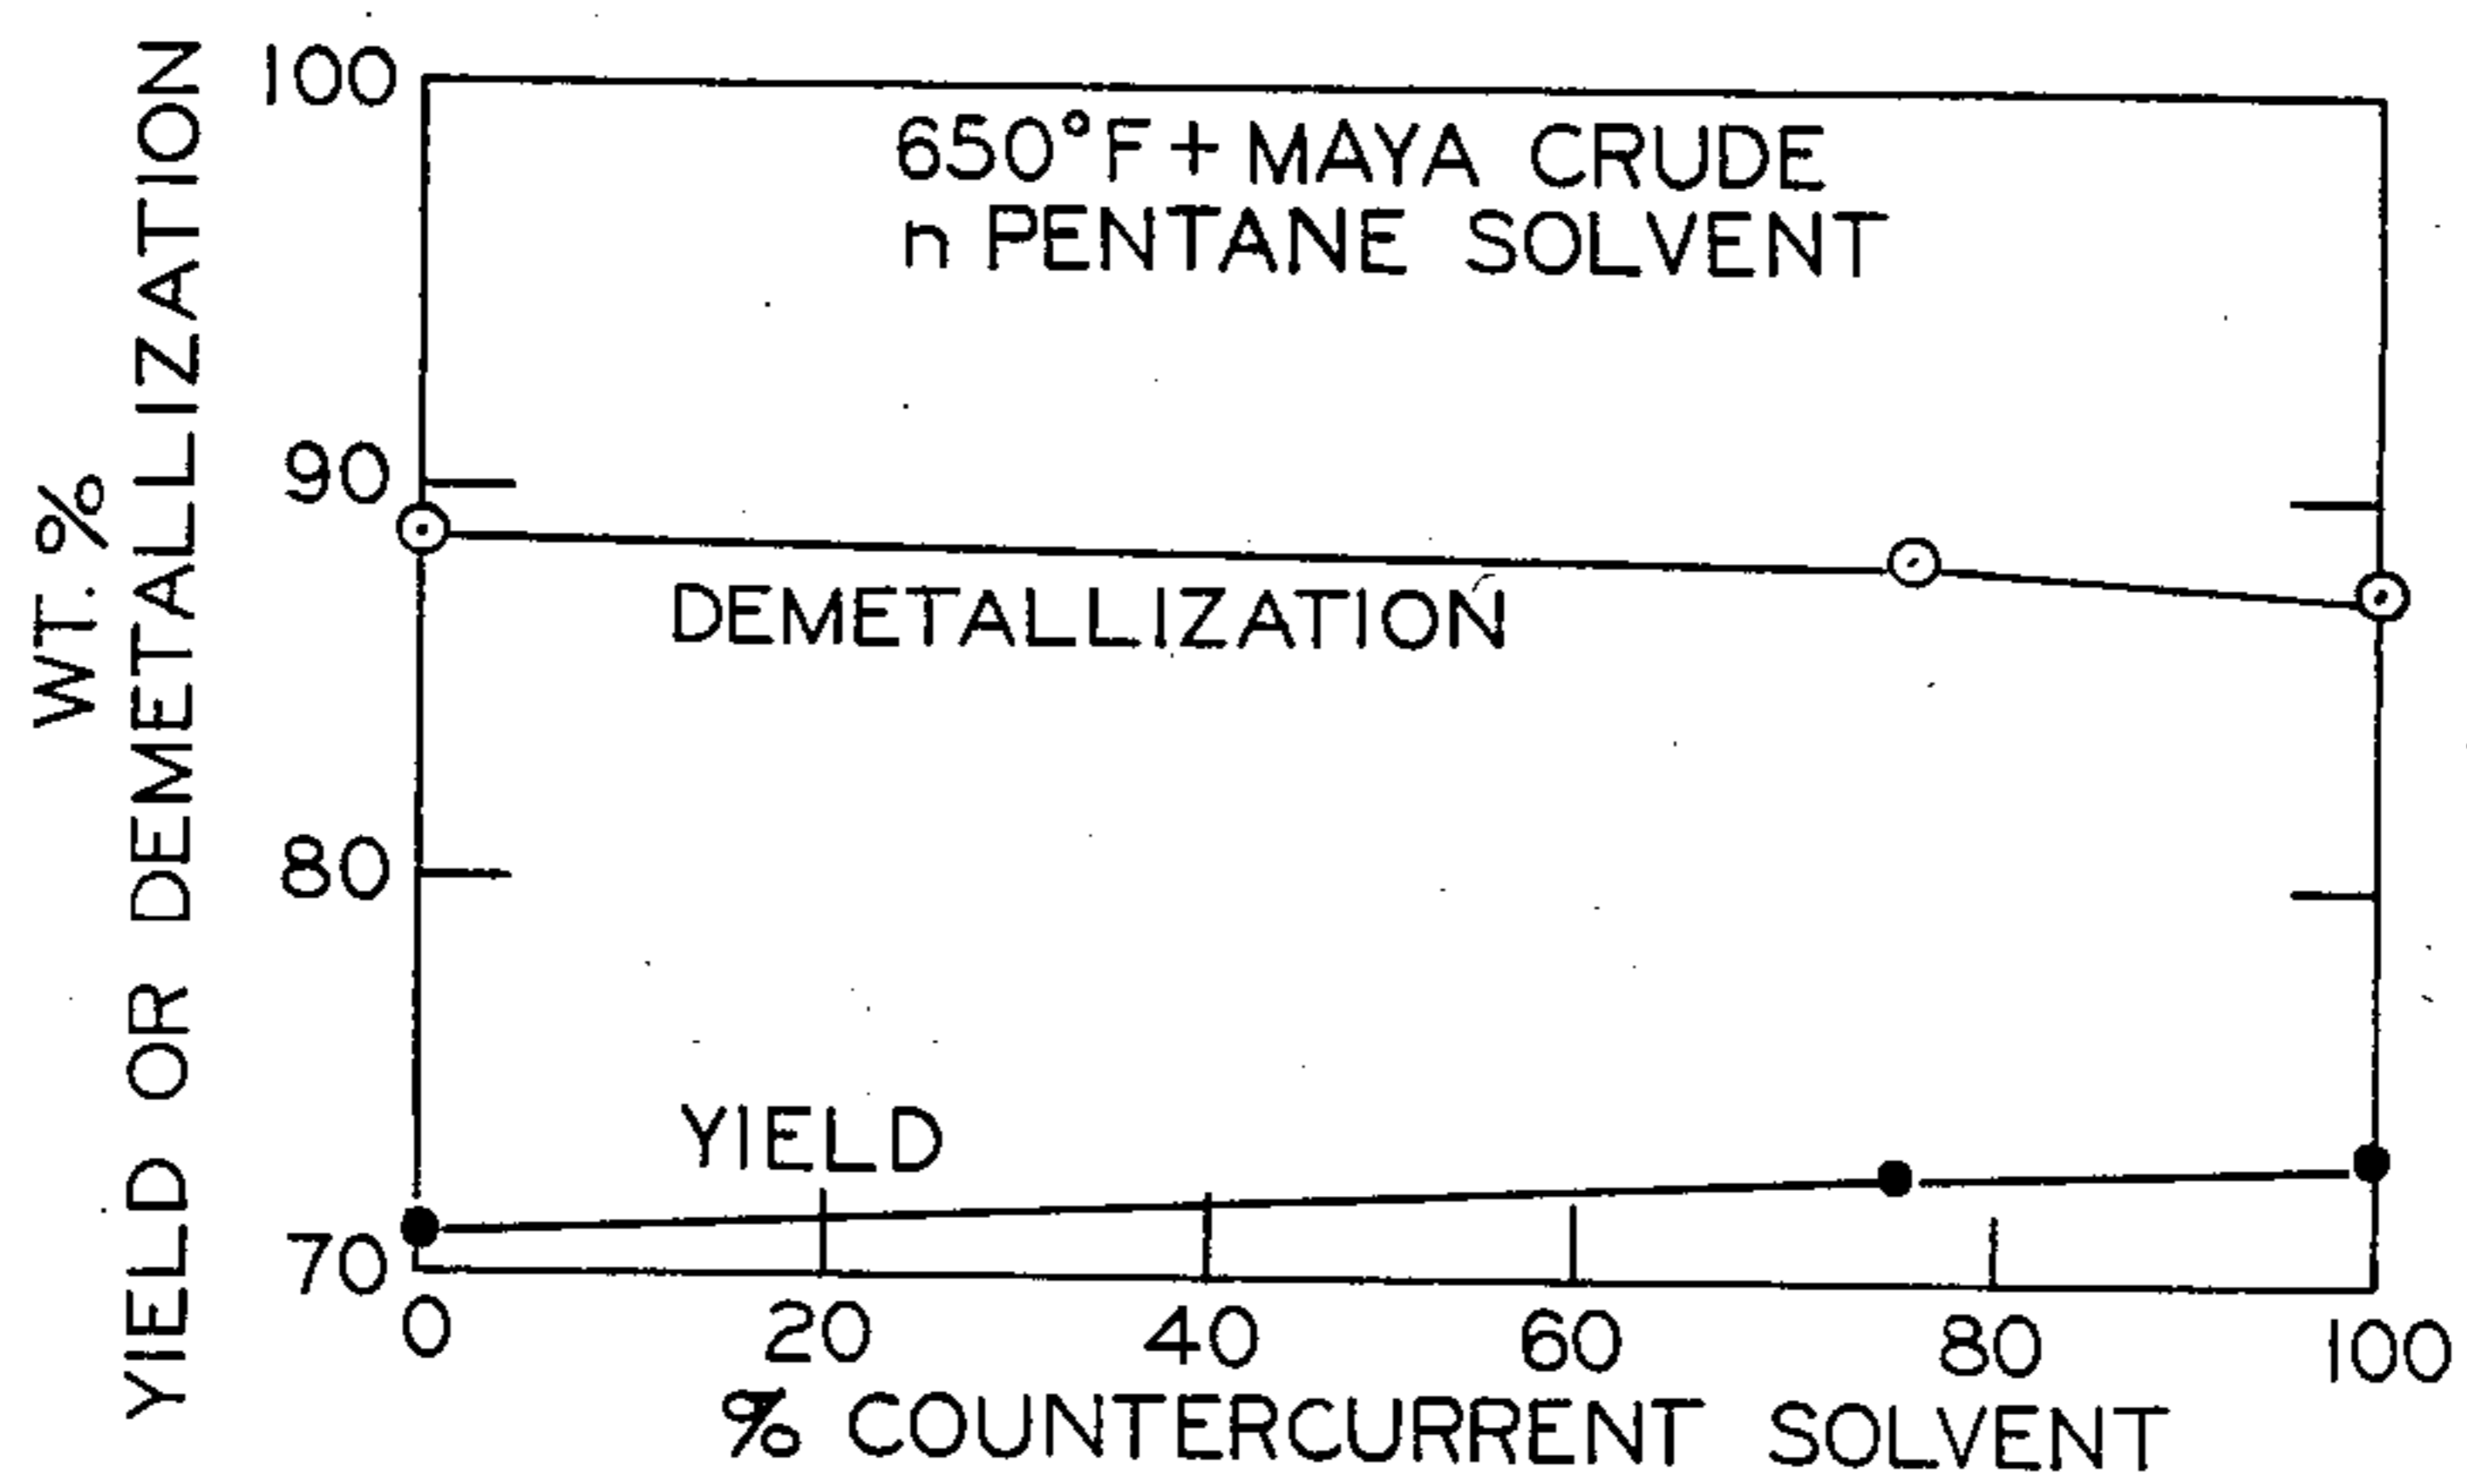 WT. %
YIELD OR DEMETALLIZATION
100
90
80
70
650°F + MAYA CRUDE
n PENTANE SOLVENT
DEMETALLIZATION
YIELD
0 20 40 60 80 100
% COUNTERCURRENT SOLVENT